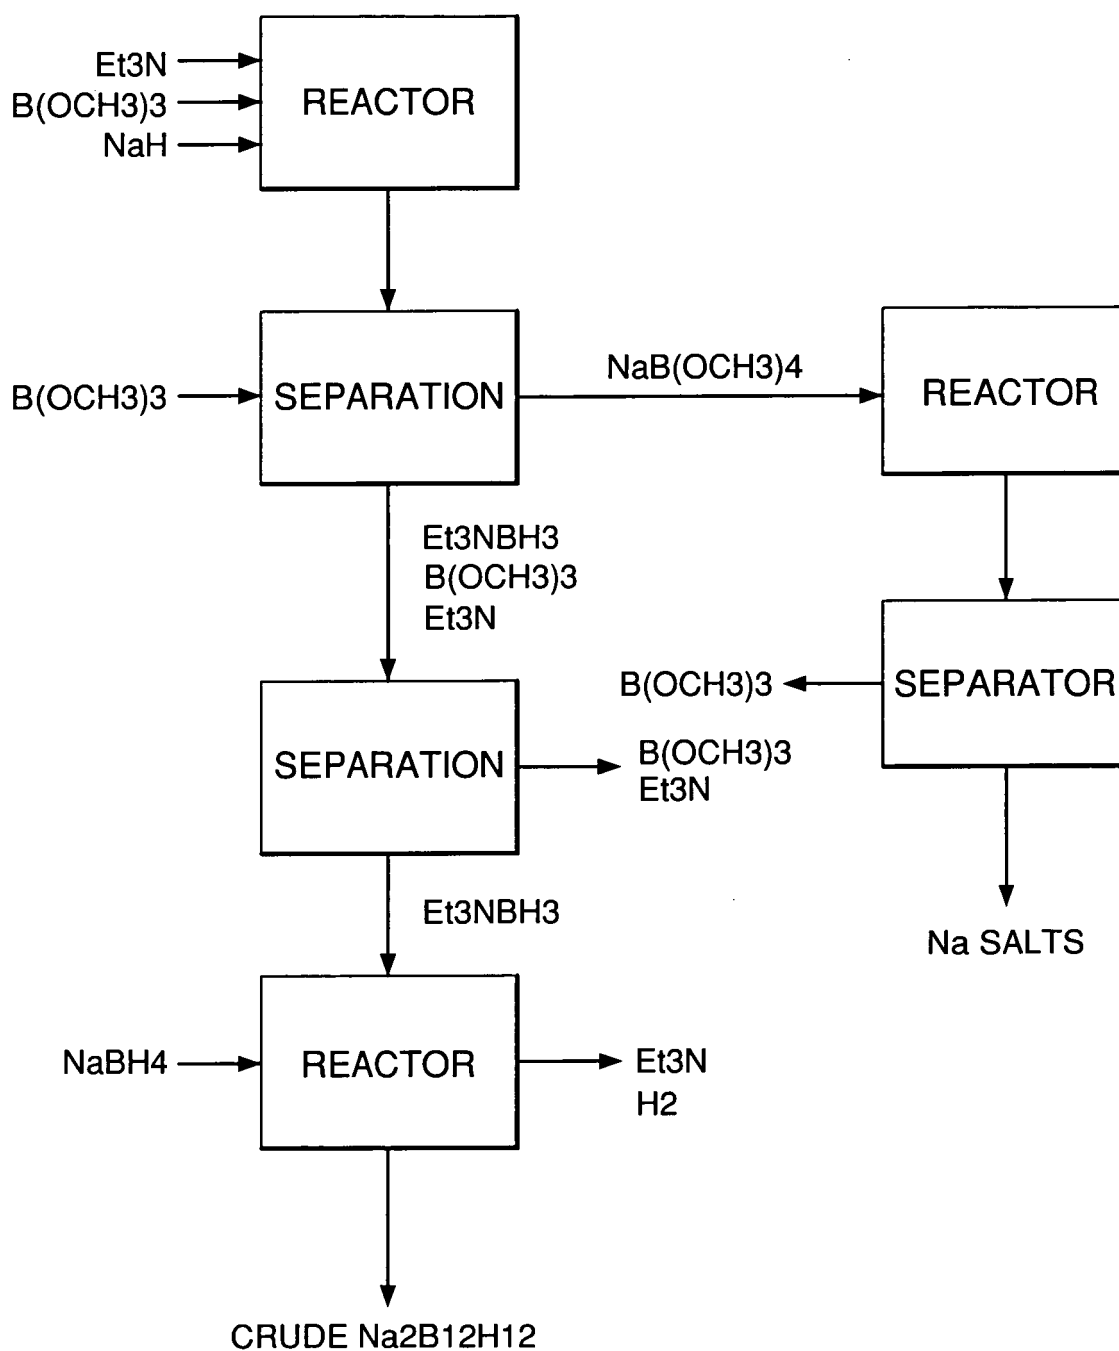 Et3N
B(OCH3)3
NaH
REACTOR
B(OCH3)3
SEPARATION
NaB(OCH3)4
REACTOR
Et3NBH3
B(OCH3)3
Et3N
B(OCH3)3
SEPARATOR
SEPARATION
B(OCH3)3
Et3N
Et3NBH3
Na SALTS
NaBH4
REACTOR
Et3N
H2
CRUDE Na2B12H12